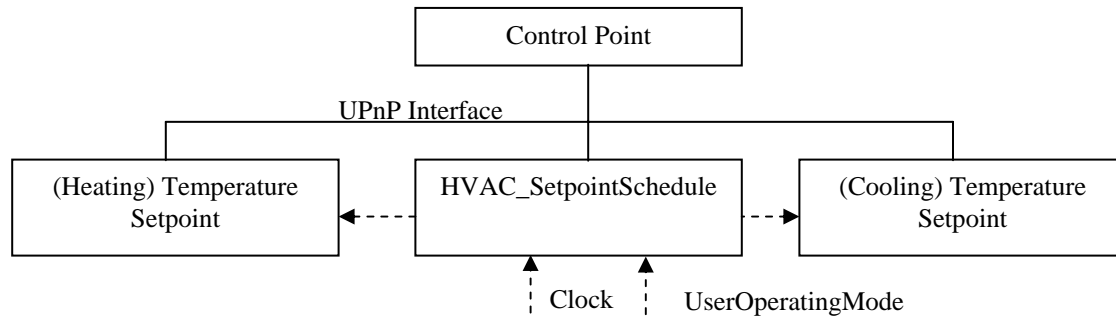 Control Point
UPnP Interface
(Heating) Temperature
Setpoint
HVAC_SetpointSchedule
(Cooling) Temperature
Setpoint
Clock
UserOperatingMode